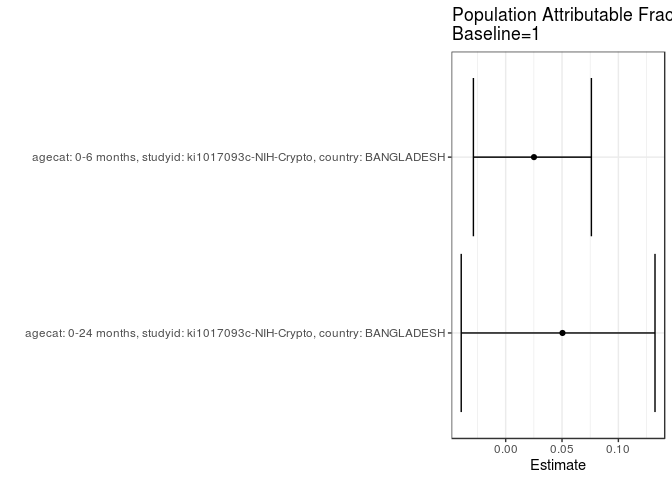 Population Attributable Frac
Baseline=1
agecat: 0-6 months, studyid: ki1017093c-NIH-Crypto, country: BANGLADESH
agecat: 0-24 months, studyid: ki1017093c-NIH-Crypto, country: BANGLADESH
0.00 0.05 0.10
Estimate